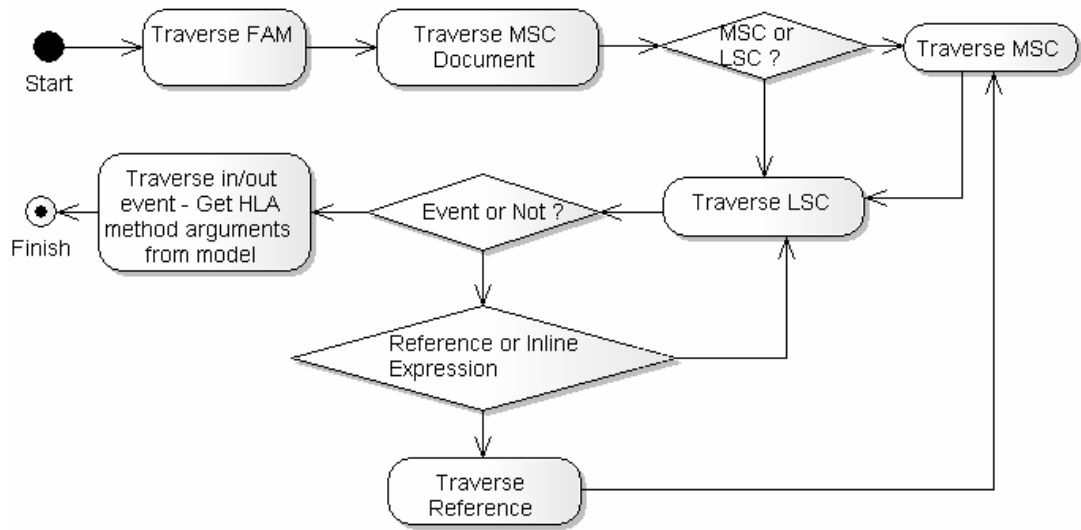 Traverse FAM
Traverse MSC
Document
MSC or
LSC ?
Traverse MSC
Start
Traverse in/out
event - Get HLA
method arguments
from model
Event or Not ?
Traverse LSC
Finish
Reference or Inline
Expression
Traverse
Reference